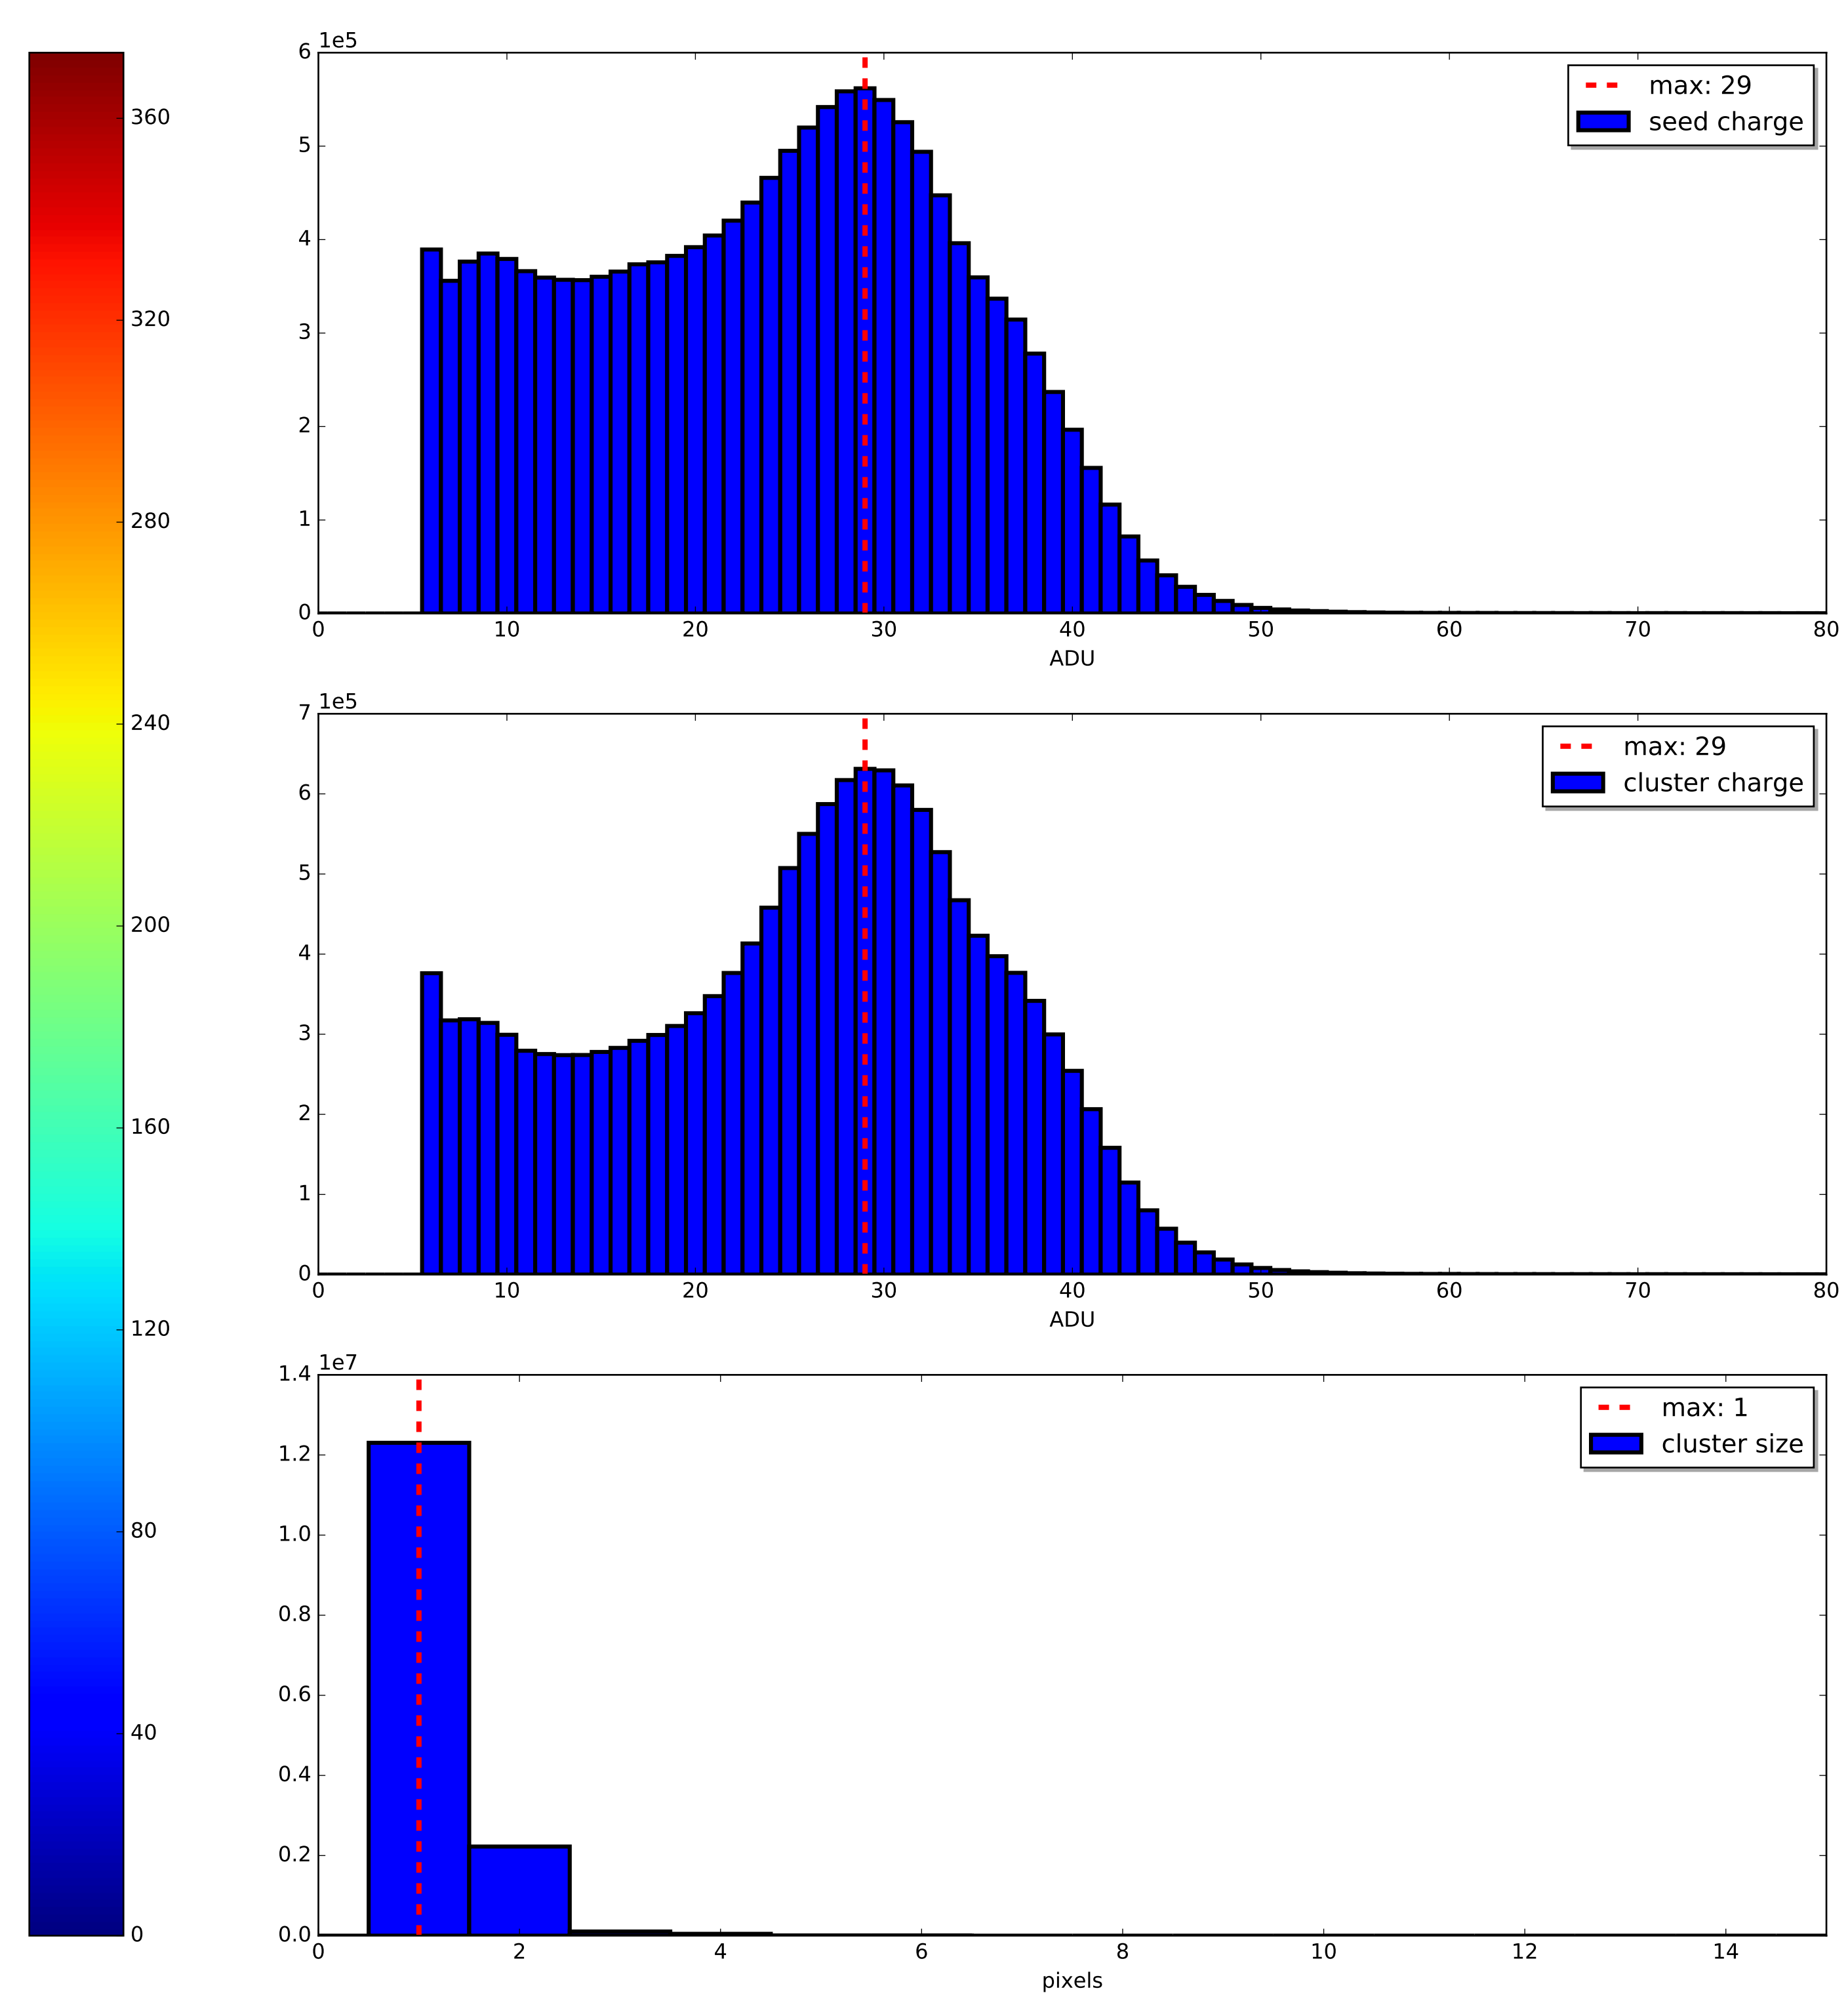 360
320
280
240
200
160
120
80
40
0
1e5
6
5
4
3
2
1
0
0 10 20 30 40 50 60 70 80
ADU
max: 29
seed charge
1e5
7
6
5
4
3
2
1
0
0 10 20 30 40 50 60 70 80
ADU
max: 29
cluster charge
1e7
1.4
1.2
1.0
0.8
0.6
0.4
0.2
0.0
0 2 4 6 8 10 12 14
pixels
max: 1
cluster size